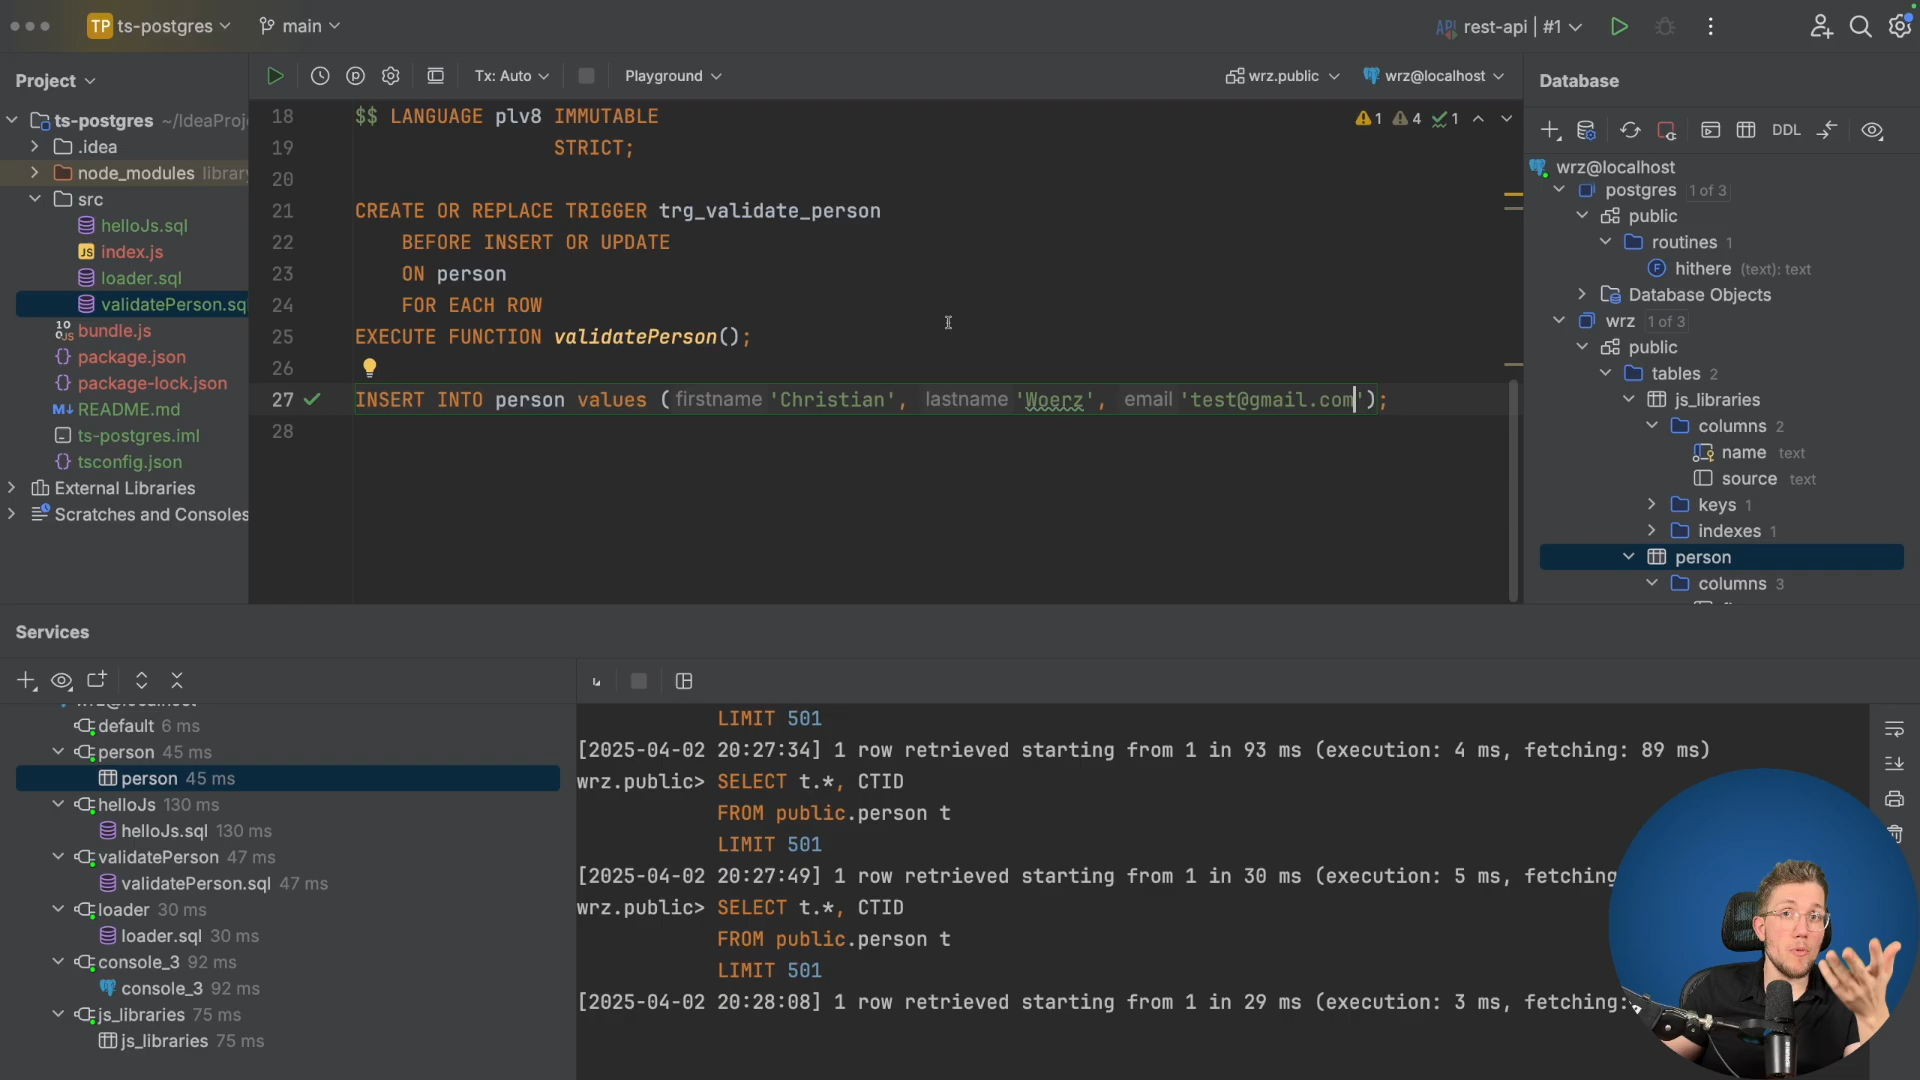 TP ts-postgres
main
API rest-api | #1
Project
Tx: Auto
Playground
wrz.public
wrz@localhost
Database
ts-postgres ~/IdeaProj
.idea
node_modules library
src
helloJs.sql
JS index.js
loader.sql
validatePerson.sql
bundle.js
{} package.json
{} package-lock.json
M↓ README.md
ts-postgres.iml
{} tsconfig.json
External Libraries
Scratches and Consoles
18 $$ LANGUAGE plv8 IMMUTABLE
19 STRICT;
20
21 CREATE OR REPLACE TRIGGER trg_validate_person
22 BEFORE INSERT OR UPDATE
23 ON person
24 FOR EACH ROW
25 EXECUTE FUNCTION validatePerson();
26
27 INSERT INTO person values ( firstname 'Christian', lastname 'Woerz', email 'test@gmail.com');
28
1 4 1
DDL
wrz@localhost
postgres 1 of 3
public
routines 1
F hithere (text): text
Database Objects
wrz 1 of 3
public
tables 2
js_libraries
columns 2
name text
source text
keys 1
indexes 1
person
columns 3
Services
default 6 ms
person 45 ms
person 45 ms
helloJs 130 ms
helloJs.sql 130 ms
validatePerson 47 ms
validatePerson.sql 47 ms
loader 30 ms
loader.sql 30 ms
console_3 92 ms
console_3 92 ms
js_libraries 75 ms
js_libraries 75 ms
LIMIT 501
[2025-04-02 20:27:34] 1 row retrieved starting from 1 in 93 ms (execution: 4 ms, fetching: 89 ms)
wrz.public> SELECT t.*, CTID
FROM public.person t
LIMIT 501
[2025-04-02 20:27:49] 1 row retrieved starting from 1 in 30 ms (execution: 5 ms, fetching
wrz.public> SELECT t.*, CTID
FROM public.person t
LIMIT 501
[2025-04-02 20:28:08] 1 row retrieved starting from 1 in 29 ms (execution: 3 ms, fetching: